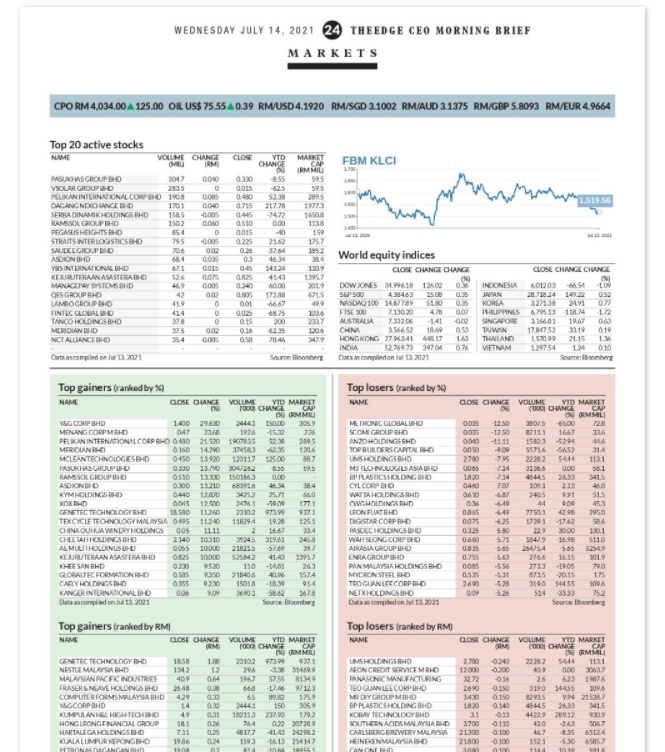 WEDNESDAY JULY 14, 2021 24 THEEDGE CEO MORNING BRIEF
MARKETS
CPO RM 4,034.00▲125.00 OIL US$ 75.55▲0.39 RM/USD 4.1920 RM/SGD 3.1002 RM/AUD 3.1375 RM/GBP 5.8093 RM/EUR 4.9664
Top 20 active stocks
NAME VOLUME (MIL) CHANGE (RM) CLOSE YTD CHANGE (%) MARKET CAP (RM MIL)
PASUKHAS GROUP BHD 304.7 0.040 0.330 -8.55 59.5
VSOLAR GROUP BHD 283.5 0 0.015 -62.5 59.5
PELIKAN INTERNATIONAL CORP BHD 190.8 0.085 0.480 52.38 289.5
DAGANG NEXCHANGE BHD 170.1 0.040 0.715 217.78 1977.3
SERBA DINAMIK HOLDINGS BHD 158.5 -0.005 0.445 -74.72 1650.8
RAMSSOL GROUP BHD 150.2 0.060 0.510 0.00 113.8
PEGASUS HEIGHTS BHD 85.4 0 0.015 -40 159
STRAITS INTER LOGISTICS BHD 79.5 -0.005 0.225 21.62 175.7
SAUDEE GROUP BHD 70.6 0.02 0.26 -37.64 185.2
ASDION BHD 68.4 0.035 0.3 46.34 38.4
YBS INTERNATIONAL BHD 67.1 0.015 0.45 143.24 110.9
KEJURUTERAAN ASASTERA BHD 52.6 0.075 0.825 41.43 1395.7
MANAGEPAY SYSTEMS BHD 46.9 -0.005 0.240 60.00 201.9
QES GROUP BHD 42 0.02 0.805 172.88 671.5
LAMBO GROUP BHD 41.9 0 0.01 -66.67 49.9
FINTEC GLOBAL BHD 41.4 0 0.025 -68.75 103.6
TANCO HOLDINGS BHD 37.8 0 0.15 200 233.7
MERIDIAN BHD 37.5 0.02 0.16 -62.35 120.6
NCT ALLIANCE BHD 35.4 -0.005 0.58 78.46 347.9
Data as compiled on Jul 13, 2021 Source: Bloomberg
FBM KLCI
1,700
1,650
1,600
1,550
1,500
1,450
1,519.56
Jul 13, 2020 Jul 13, 2021
World equity indices
CLOSE CHANGE CHANGE (%) CLOSE CHANGE CHANGE (%)
DOW JONES 34,996.18 126.02 0.36 INDONESIA 6,012.03 -66.54 -1.09
S&P 500 4,384.63 15.08 0.35 JAPAN 28,718.24 149.22 0.52
NASDAQ 100 14,877.89 51.80 0.35 KOREA 3,271.38 24.91 0.77
FTSE 100 7,130.20 4.78 0.07 PHILIPPINES 6,795.13 -118.74 -1.72
AUSTRALIA 7,332.06 -1.41 -0.02 SINGAPORE 3,166.81 19.67 0.63
CHINA 3,566.52 18.69 0.53 TAIWAN 17,847.52 33.19 0.19
HONG KONG 27,963.41 448.17 1.63 THAILAND 1,570.99 21.15 1.36
INDIA 52,769.73 397.04 0.76 VIETNAM 1,297.54 1.24 0.10
Data as compiled on Jul 13, 2021 Source: Bloomberg
Top gainers (ranked by %)
NAME CLOSE CHANGE (%) VOLUME ('000) YTD CHANGE (%) MARKET CAP (RM MIL)
Y&G CORP BHD 1.400 29.630 2444.1 150.00 305.9
MENANG CORP M BHD 0.47 23.68 192.6 -15.32 226
PELIKAN INTERNATIONAL CORP BHD 0.480 21.520 190783.5 52.38 289.5
MERIDIAN BHD 0.160 14.290 37458.3 -62.35 120.6
MCLEAN TECHNOLOGIES BHD 0.450 13.920 12311.7 125.00 88.7
PASUKHAS GROUP BHD 0.330 13.790 304726.2 -8.55 59.5
RAMSSOL GROUP BHD 0.510 13.330 150186.3 0.00
ASDION BHD 0.300 13.210 68391.6 46.34 38.4
KYM HOLDINGS BHD 0.440 12.820 3425.2 25.71 66.0
XOX BHD 0.045 12.500 2476.1 -59.09 177.1
GENETEC TECHNOLOGY BHD 18.580 11.260 2310.2 973.99 937.1
TEX CYCLE TECHNOLOGY MALAYSIA 0.495 11.240 11829.4 19.28 125.1
CHINA OUHUA WINERY HOLDINGS 0.05 11.11 2 16.67 33.4
CHEETAH HOLDINGS BHD 2.140 10.310 3924.5 319.61 246.8
AE MULTI HOLDINGS BHD 0.055 10.000 21821.5 -57.69 39.7
KEJURUTERAAN ASASTERA BHD 0.825 10.000 52584.2 41.43 1395.7
KHEE SAN BHD 0.230 9.520 110 -14.81 26.3
GLOBALTEC FORMATION BHD 0.585 9.350 21840.6 40.96 157.4
CAELY HOLDINGS BHD 0.355 9.230 1501.8 -18.39 91.4
KANGER INTERNATIONAL BHD 0.06 9.09 3690.1 -58.62 167.8
Data as compiled on Jul 13, 2021 Source: Bloomberg
Top losers (ranked by %)
NAME CLOSE CHANGE (%) VOLUME ('000) YTD CHANGE (%) MARKET CAP (RM MIL)
METRONIC GLOBAL BHD 0.035 -12.50 3807.5 -65.00 72.8
SCOMI GROUP BHD 0.035 -12.50 8211.1 16.67 33.6
ANZO HOLDINGS BHD 0.040 -11.11 1582.3 -52.94 44.6
TOP BUILDERS CAPITAL BHD 0.050 -9.09 5571.6 -56.52 31.4
UMS HOLDINGS BHD 2.780 -7.95 2228.2 54.44 113.1
M3 TECHNOLOGIES ASIA BHD 0.065 -7.14 3136.6 0.00 58.1
BP PLASTICS HOLDING BHD 1.820 -7.14 4844.5 26.33 341.5
CYL CORP BHD 0.460 -7.07 109.1 2.13 46.0
WATTA HOLDINGS BHD 0.610 -6.87 240.5 9.91 51.5
CWG HOLDINGS BHD 0.36 -6.49 44 9.09 45.3
LEON FUAT BHD 0.865 -6.49 7750.1 42.98 295.0
DIGISTAR CORP BHD 0.075 -6.25 1739.1 -17.62 58.6
PASDEC HOLDINGS BHD 0.325 -5.80 22.9 30.00 130.1
WAH SEONG CORP BHD 0.660 -5.71 1847.9 16.98 511.0
AIRASIA GROUP BHD 0.835 -5.65 26475.4 -5.65 3254.9
ENRA GROUP BHD 0.755 -5.63 276.6 16.15 101.9
PAN MALAYSIA HOLDING BHD 0.085 -5.56 273.3 -19.05 79.0
MYCRON STEEL BHD 0.535 -5.31 873.5 -20.15 175
TEO GUAN LEE CORP BHD 2.690 -5.28 319.0 144.55 109.6
NETX HOLDINGS BHD 0.09 -5.26 514 -33.33 75.2
Data as compiled on Jul 13, 2021 Source: Bloomberg
Top gainers (ranked by RM)
NAME CLOSE CHANGE (RM) VOLUME ('000) YTD CHANGE (%) MARKET CAP (RM MIL)
GENETEC TECHNOLOGY BHD 18.58 1.88 2310.2 973.99 937.1
NESTLE MALAYSIA BHD 134.2 1.2 29.6 -3.38 31469.9
MALAYSIAN PACIFIC INDUSTRIES 40.9 0.64 196.7 57.55 8134.9
FRASER & NEAVE HOLDINGS BHD 26.48 0.38 66.8 -17.46 9712.3
COMPUTER FORMS MALAYSIA BHD 4.29 0.33 65 89.82 175.9
Y&G CORP BHD 1.4 0.32 2444.1 150 305.9
KUMPULAN H&L HIGH-TECH BHD 4.9 0.31 18211.3 237.93 179.2
HONG LEONG FINANCIAL GROUP 18.1 0.26 76.4 0.22 20728.9
HARTALEGA HOLDINGS BHD 7.11 0.25 4817.7 -41.43 24298.2
KUALA LUMPUR KEPONG BHD 19.86 0.24 159.3 -16.13 21414.7
PETRONAS DAGANGAN BHD
Top losers (ranked by RM)
NAME CLOSE CHANGE (RM) VOLUME ('000) YTD CHANGE (%) MARKET CAP (RM MIL)
UMS HOLDINGS BHD 2.780 -0.240 2228.2 54.44 113.1
AEON CREDIT SERVICE M BHD 12.000 -0.200 40.9 0.00 3063.7
PANASONIC MANUFACTURING 32.72 -0.16 2.6 6.23 1987.6
TEO GUAN LEE CORP BHD 2.690 -0.150 319.0 144.55 109.6
MR DIY GROUP M BHD 3.430 -0.150 8293.5 9.94 21528.7
BP PLASTICS HOLDING BHD 1.820 -0.140 4844.5 26.33 341.5
KOBAY TECHNOLOGY BHD 3.1 -0.13 4422.9 289.12 930.9
SOUTHERN ACIDS MALAYSIA BHD 3.700 -0.110 42.0 -2.63 506.7
CARLSBERG BREWERY MALAYSIA 21.300 -0.100 46.7 -8.35 6512.4
HEINEKEN MALAYSIA BHD 21.800 -0.100 152.1 -5.30 6585.7
CAN-ONE BHD